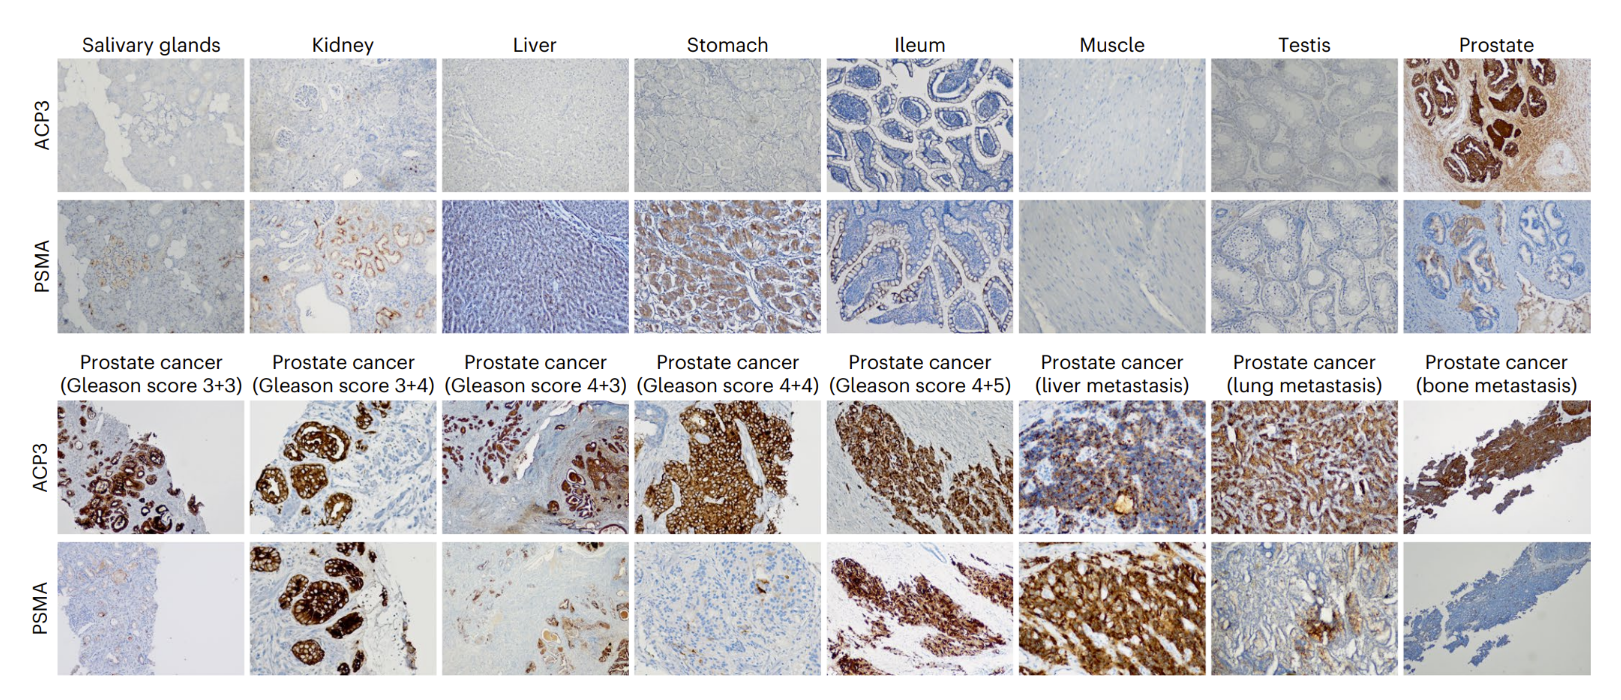 Salivary glands Kidney Liver Stomach Ileum Muscle Testis Prostate
ACP3
PSMA
Prostate cancer Prostate cancer Prostate cancer Prostate cancer Prostate cancer Prostate cancer Prostate cancer Prostate cancer
(Gleason score 3+3) (Gleason score 3+4) (Gleason score 4+3) (Gleason score 4+4) (Gleason score 4+5) (liver metastasis) (lung metastasis) (bone metastasis)
ACP3
PSMA